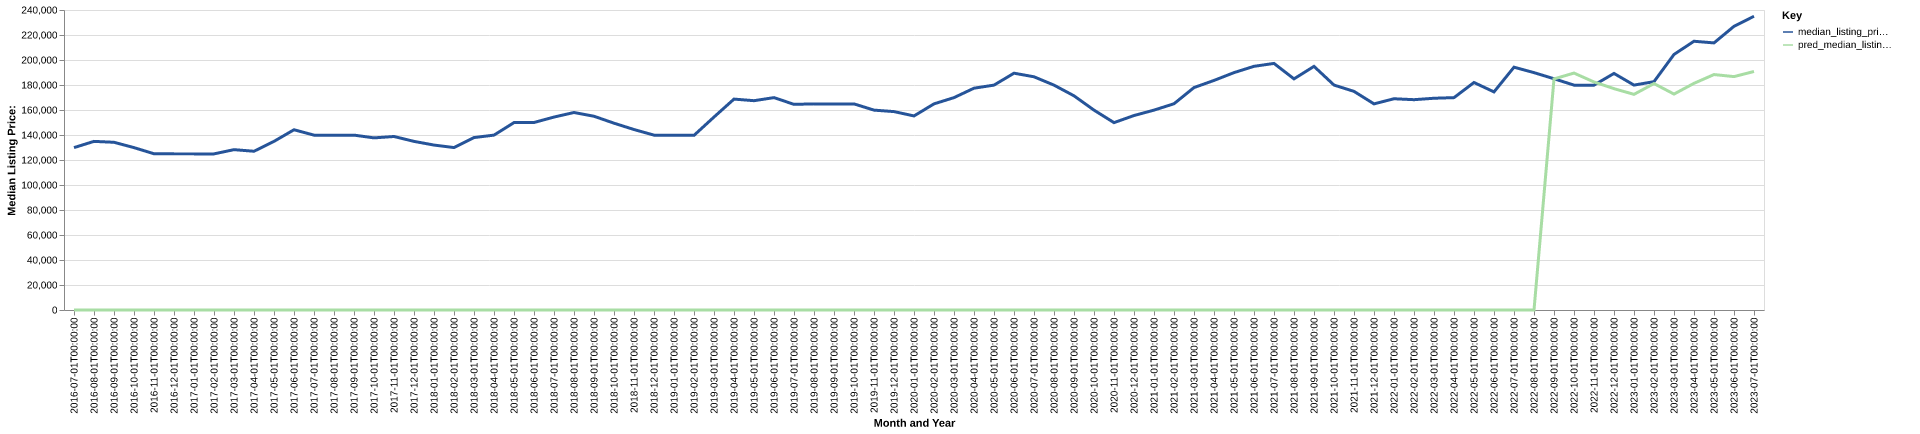 240,000
220,000
200,000
180,000
160,000
140,000
120,000
100,000
80,000
60,000
40,000
20,000
0
Median Listing Price:
2016-07-01T00:00:00
2016-08-01T00:00:00
2016-09-01T00:00:00
2016-10-01T00:00:00
2016-11-01T00:00:00
2016-12-01T00:00:00
2017-01-01T00:00:00
2017-02-01T00:00:00
2017-03-01T00:00:00
2017-04-01T00:00:00
2017-05-01T00:00:00
2017-06-01T00:00:00
2017-07-01T00:00:00
2017-08-01T00:00:00
2017-09-01T00:00:00
2017-10-01T00:00:00
2017-11-01T00:00:00
2017-12-01T00:00:00
2018-01-01T00:00:00
2018-02-01T00:00:00
2018-03-01T00:00:00
2018-04-01T00:00:00
2018-05-01T00:00:00
2018-06-01T00:00:00
2018-07-01T00:00:00
2018-08-01T00:00:00
2018-09-01T00:00:00
2018-10-01T00:00:00
2018-11-01T00:00:00
2018-12-01T00:00:00
2019-01-01T00:00:00
2019-02-01T00:00:00
2019-03-01T00:00:00
2019-04-01T00:00:00
2019-05-01T00:00:00
2019-06-01T00:00:00
2019-07-01T00:00:00
2019-08-01T00:00:00
2019-09-01T00:00:00
2019-10-01T00:00:00
2019-11-01T00:00:00
2019-12-01T00:00:00
2020-01-01T00:00:00
2020-02-01T00:00:00
2020-03-01T00:00:00
2020-04-01T00:00:00
2020-05-01T00:00:00
2020-06-01T00:00:00
2020-07-01T00:00:00
2020-08-01T00:00:00
2020-09-01T00:00:00
2020-10-01T00:00:00
2020-11-01T00:00:00
2020-12-01T00:00:00
2021-01-01T00:00:00
2021-02-01T00:00:00
2021-03-01T00:00:00
2021-04-01T00:00:00
2021-05-01T00:00:00
2021-06-01T00:00:00
2021-07-01T00:00:00
2021-08-01T00:00:00
2021-09-01T00:00:00
2021-10-01T00:00:00
2021-11-01T00:00:00
2021-12-01T00:00:00
2022-01-01T00:00:00
2022-02-01T00:00:00
2022-03-01T00:00:00
2022-04-01T00:00:00
2022-05-01T00:00:00
2022-06-01T00:00:00
2022-07-01T00:00:00
2022-08-01T00:00:00
2022-09-01T00:00:00
2022-10-01T00:00:00
2022-11-01T00:00:00
2022-12-01T00:00:00
2023-01-01T00:00:00
2023-02-01T00:00:00
2023-03-01T00:00:00
2023-04-01T00:00:00
2023-05-01T00:00:00
2023-06-01T00:00:00
2023-07-01T00:00:00
Month and Year
Key
median_listing_pri…
pred_median_listin…